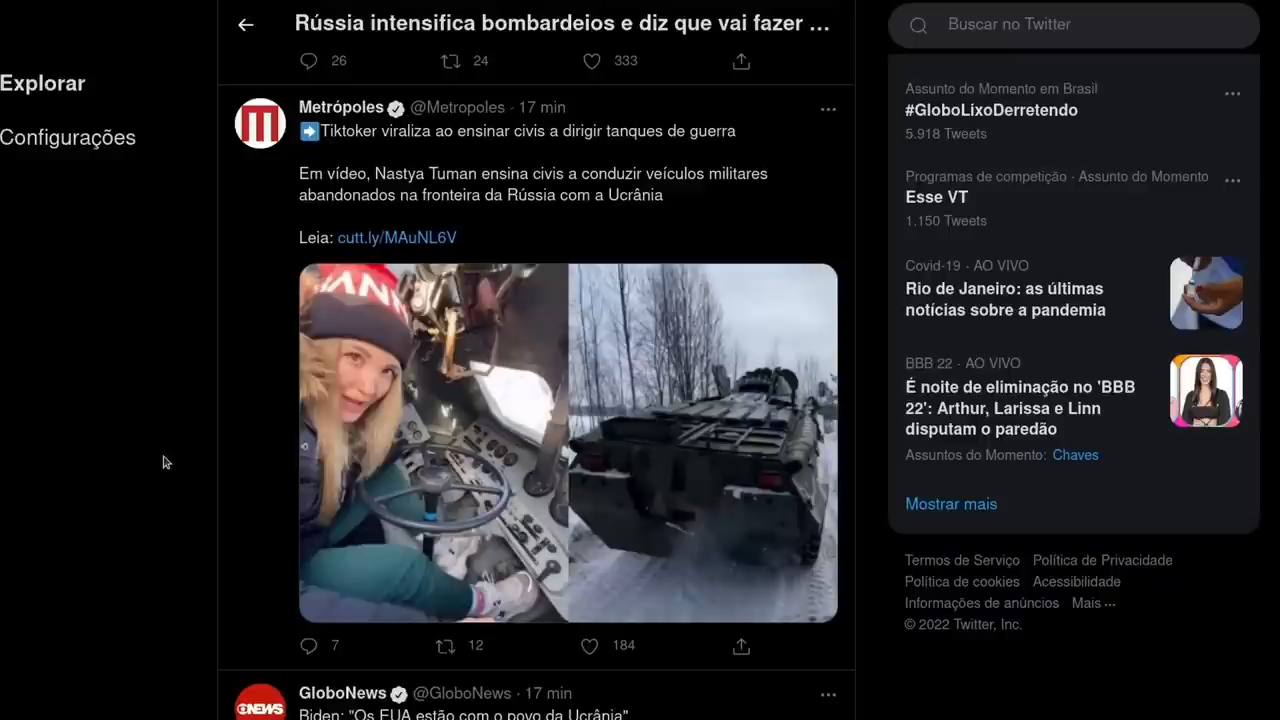 Rússia intensifica bombardeios e diz que vai fazer ...
26
24
333
Explorar
Configurações
Metrópoles @Metropoles · 17 min
Tiktoker viraliza ao ensinar civis a dirigir tanques de guerra
Em vídeo, Nastya Tuman ensina civis a conduzir veículos militares
abandonados na fronteira da Rússia com a Ucrânia
Leia: cutt.ly/MAuNL6V
7
12
184
GloboNews @GloboNews · 17 min
NEWS
Biden: "Os EUA estão com o povo da Ucrânia"
Buscar no Twitter
Assunto do Momento em Brasil
#GloboLixoDerretendo
5.918 Tweets
Programas de competição · Assunto do Momento
Esse VT
1.150 Tweets
Covid-19 · AO VIVO
Rio de Janeiro: as últimas
notícias sobre a pandemia
BBB 22 · AO VIVO
É noite de eliminação no 'BBB
22': Arthur, Larissa e Linn
disputam o paredão
Assuntos do Momento: Chaves
Mostrar mais
Termos de Serviço Política de Privacidade
Política de cookies Acessibilidade
Informações de anúncios Mais ···
© 2022 Twitter, Inc.